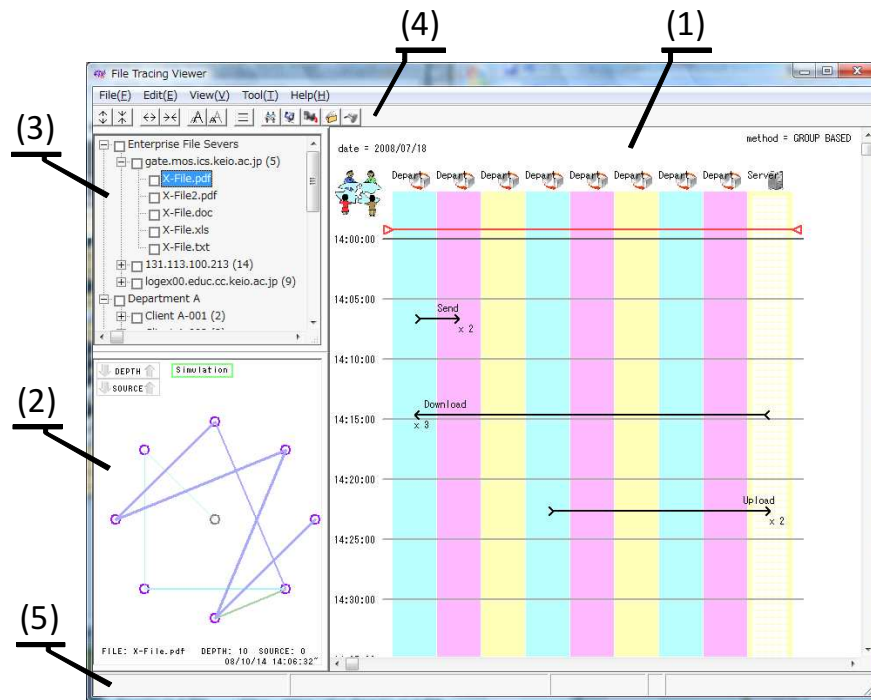 (4)
(1)
(3)
(2)
(5)
File Tracing Viewer
File(F) Edit(E) View(V) Tool(T) Help(H)
Enterprise File Severs
gate.mos.ics.keio.ac.jp (5)
X-File.pdf
X-File2.pdf
X-File.doc
X-File.xls
X-File.txt
131.113.100.213 (14)
logex00.educ.cc.keio.ac.jp (9)
Department A
Client A-001 (2)
DEPTH
Simulation
SOURCE
FILE: X-File.pdf DEPTH: 10 SOURCE: 0
08/10/14 14:06:32"
method = GROUP BASED
date = 2008/07/18
Depart Depart Depart Depart Depart Depart Depart Depart Server
14:00:00
14:05:00
Send
x 2
14:10:00
Download
14:15:00
x 3
14:20:00
Upload
x 2
14:25:00
14:30:00